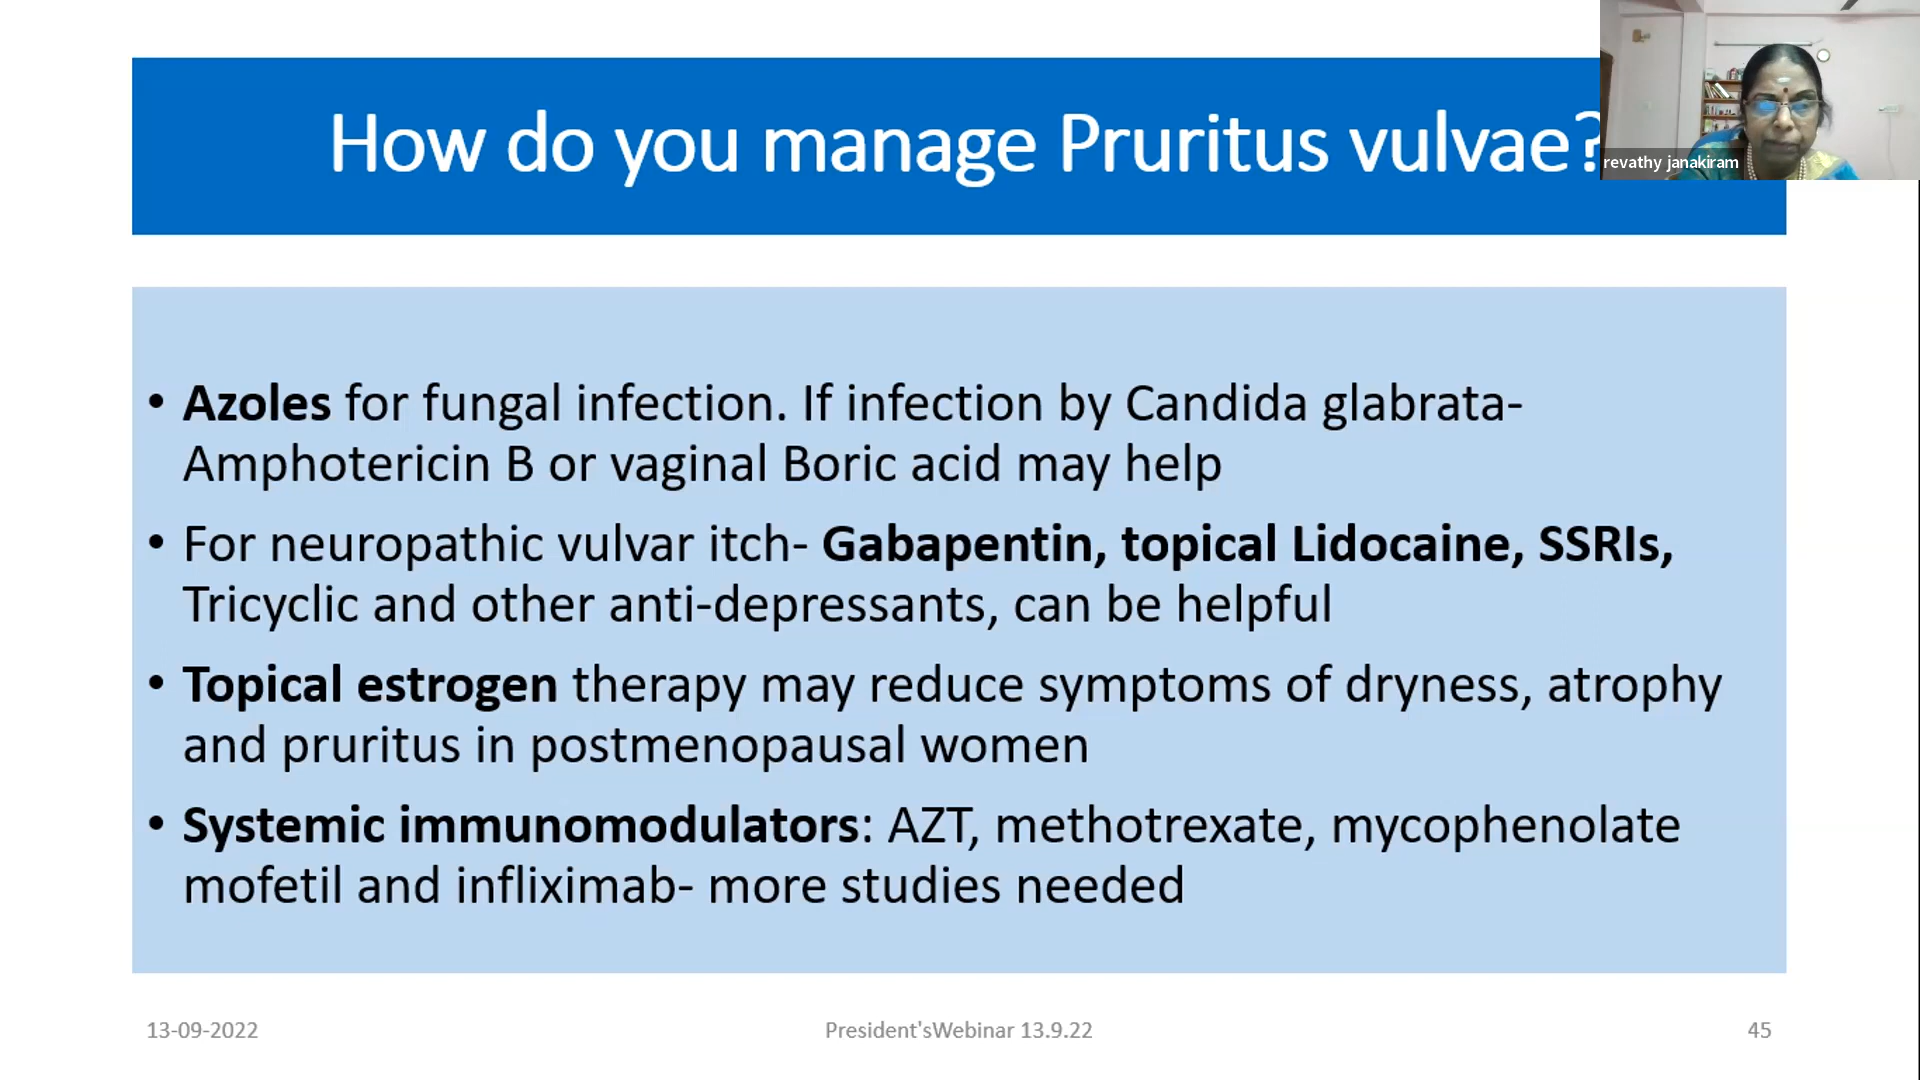 How do you manage Pruritus vulvae?
revathy janakiram
• Azoles for fungal infection. If infection by Candida glabrata-
Amphotericin B or vaginal Boric acid may help
• For neuropathic vulvar itch- Gabapentin, topical Lidocaine, SSRIs,
Tricyclic and other anti-depressants, can be helpful
• Topical estrogen therapy may reduce symptoms of dryness, atrophy
and pruritus in postmenopausal women
• Systemic immunomodulators: AZT, methotrexate, mycophenolate
mofetil and infliximab- more studies needed
13-09-2022
President'sWebinar 13.9.22
45